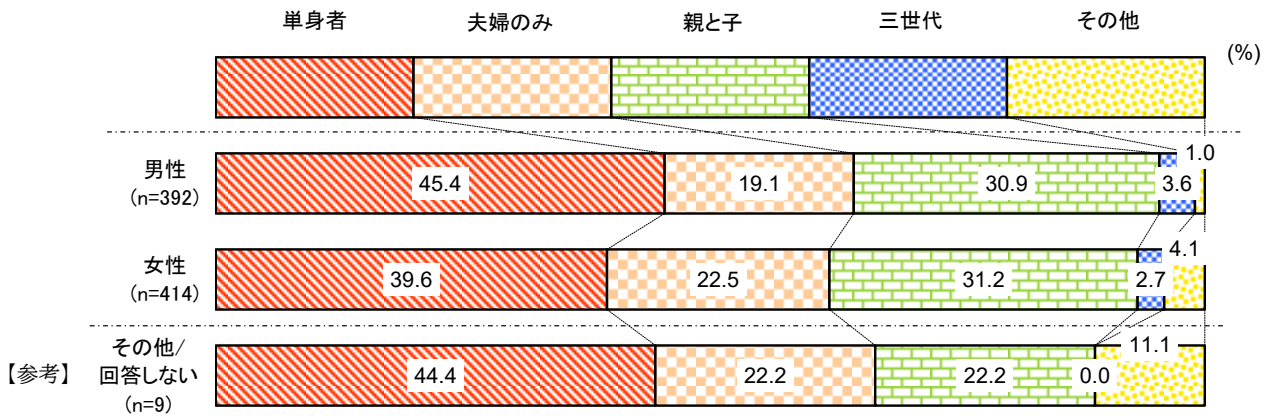 単身者 夫婦のみ 親と子 三世代 その他
(%)
男性
(n=392)
45.4 19.1 30.9 3.6 1.0
女性
(n=414)
39.6 22.5 31.2 2.7 4.1
【参考】
その他/
回答しない
(n=9)
44.4 22.2 22.2 0.0 11.1